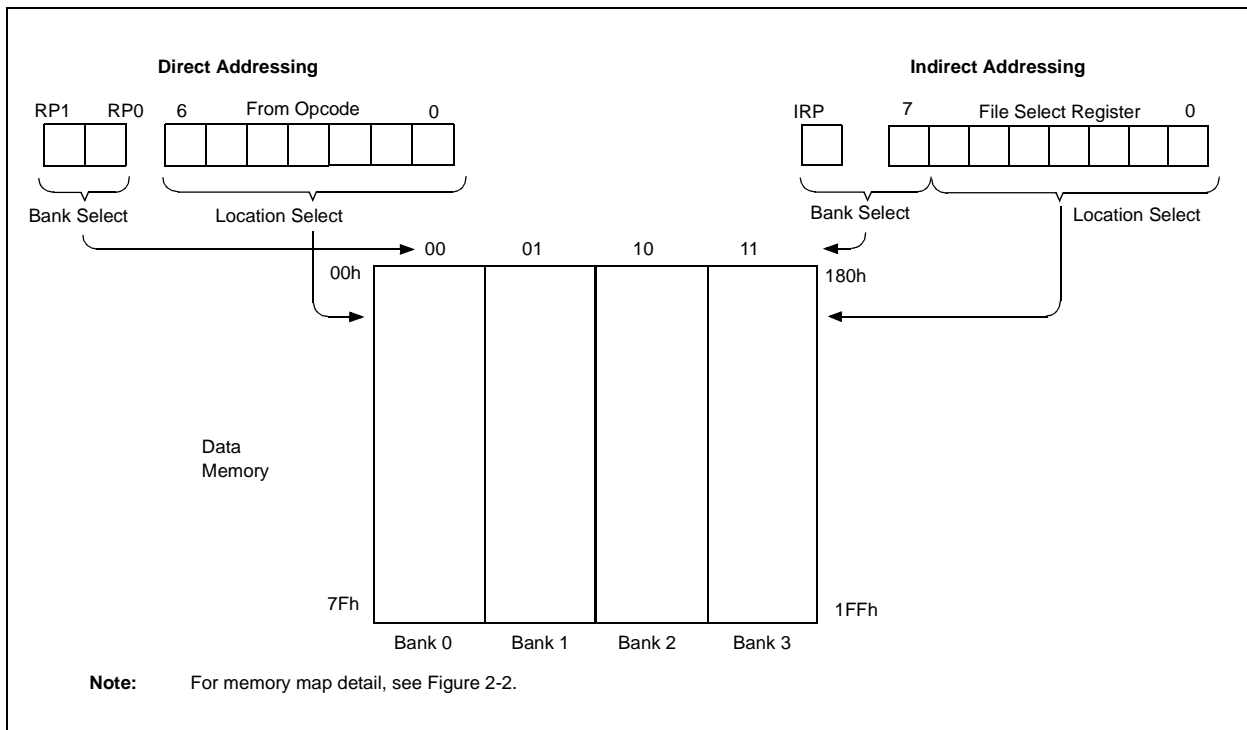 Direct Addressing
Indirect Addressing
RP1 RP0 6 From Opcode 0
IRP 7 File Select Register 0
Bank Select Location Select
Bank Select Location Select
00 01 10 11
00h
180h
Data
Memory
7Fh
1FFh
Bank 0 Bank 1 Bank 2 Bank 3
Note: For memory map detail, see Figure 2-2.